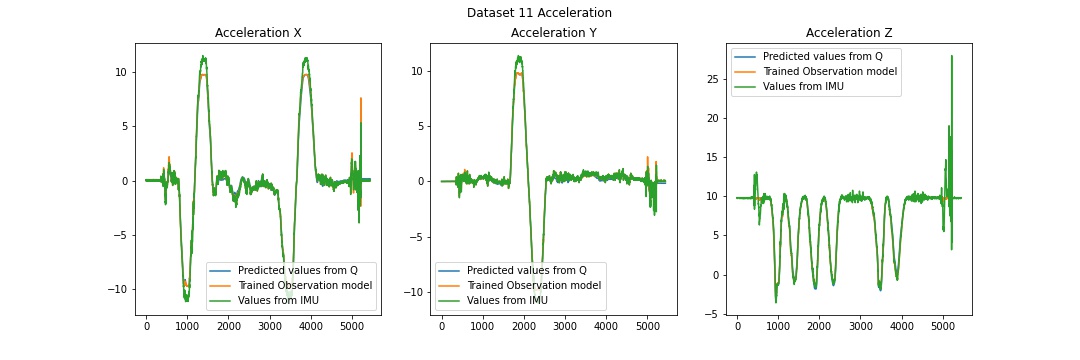 Dataset 11 Acceleration
Acceleration X
10
5
0
−5
−10
0 1000 2000 3000 4000 5000
Predicted values from Q
Trained Observation model
Values from IMU
Acceleration Y
10
5
0
−5
−10
0 1000 2000 3000 4000 5000
Predicted values from Q
Trained Observation model
Values from IMU
Acceleration Z
25
20
15
10
5
0
−5
0 1000 2000 3000 4000 5000
Predicted values from Q
Trained Observation model
Values from IMU